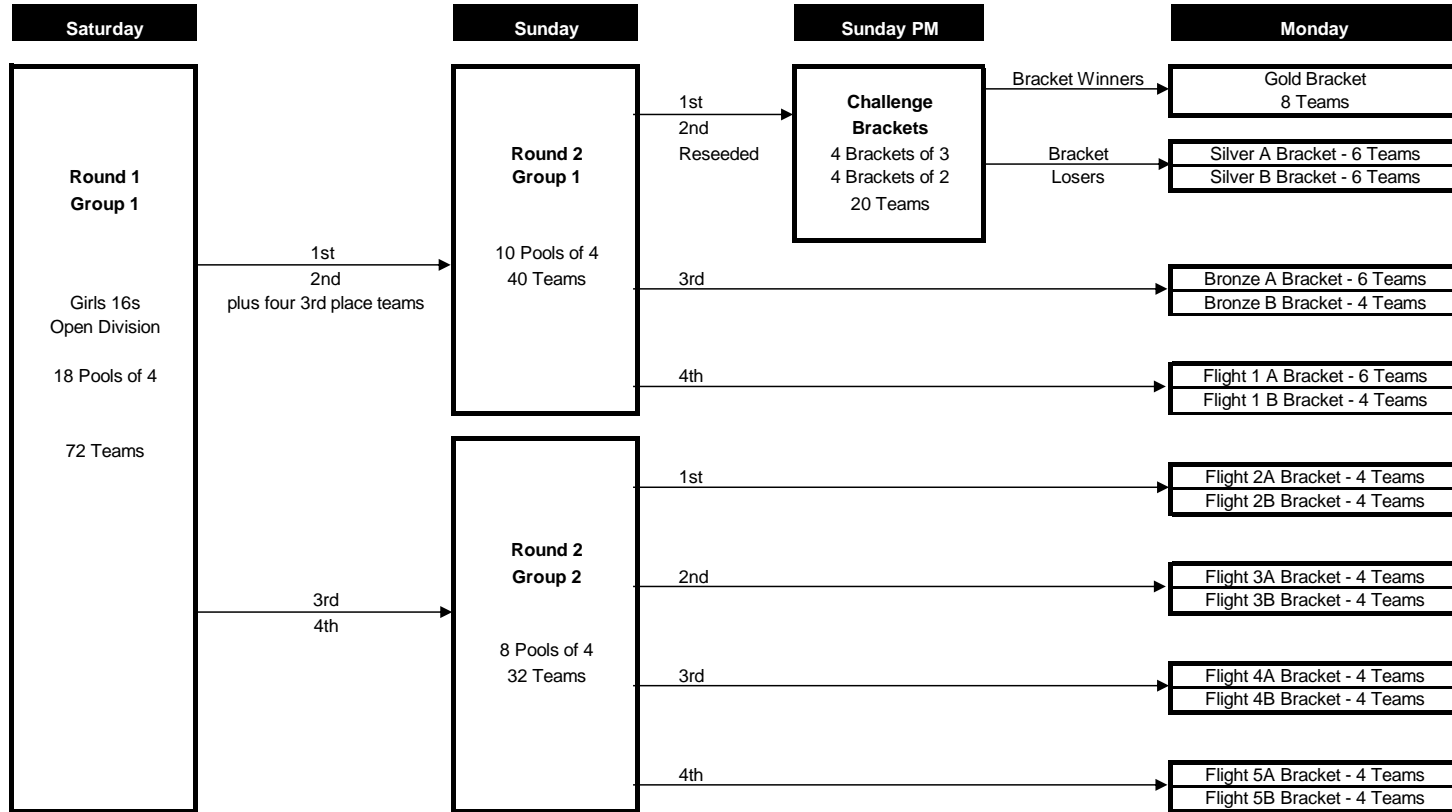 Saturday
Sunday
Sunday PM
Monday
Round 1
Group 1
Girls 16s
Open Division
18 Pools of 4
72 Teams
1st
2nd
plus four 3rd place teams
3rd
4th
Round 2
Group 1
10 Pools of 4
40 Teams
1st
2nd
Reseeded
Challenge
Brackets
4 Brackets of 3
4 Brackets of 2
20 Teams
Bracket Winners
Gold Bracket
8 Teams
Bracket
Losers
Silver A Bracket - 6 Teams
Silver B Bracket - 6 Teams
3rd
Bronze A Bracket - 6 Teams
Bronze B Bracket - 4 Teams
4th
Flight 1 A Bracket - 6 Teams
Flight 1 B Bracket - 4 Teams
Round 2
Group 2
8 Pools of 4
32 Teams
1st
Flight 2A Bracket - 4 Teams
Flight 2B Bracket - 4 Teams
2nd
Flight 3A Bracket - 4 Teams
Flight 3B Bracket - 4 Teams
3rd
Flight 4A Bracket - 4 Teams
Flight 4B Bracket - 4 Teams
4th
Flight 5A Bracket - 4 Teams
Flight 5B Bracket - 4 Teams